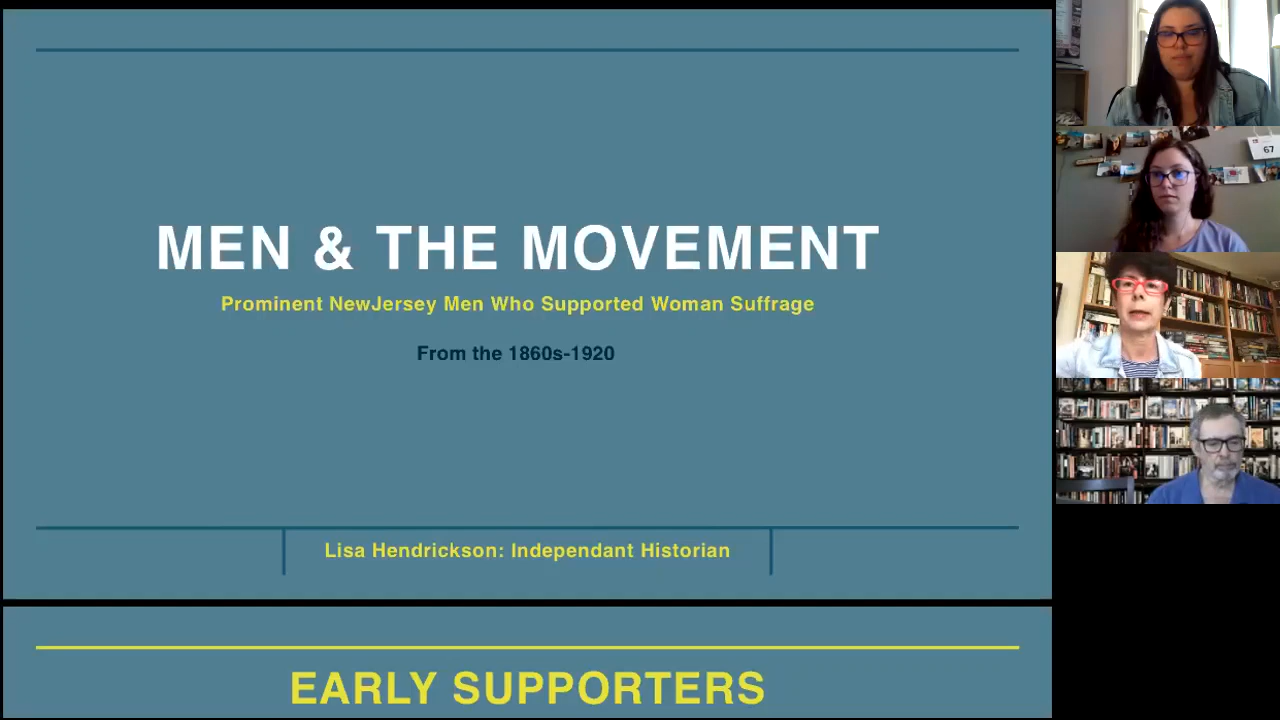 MEN & THE MOVEMENT
Prominent NewJersey Men Who Supported Woman Suffrage
From the 1860s-1920
Lisa Hendrickson: Independant Historian
EARLY SUPPORTERS
67